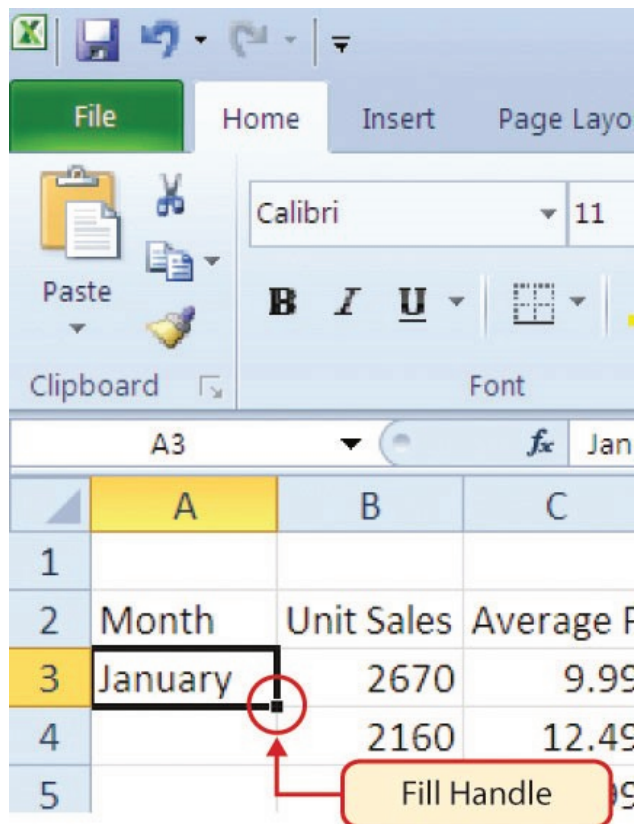 File Home Insert Page Layo
Calibri 11
Paste B I U
Clipboard Font
A3 fx Jan
A B C
1
2 Month Unit Sales Average P
3 January 2670 9.99
4 2160 12.49
5 Fill Handle 99